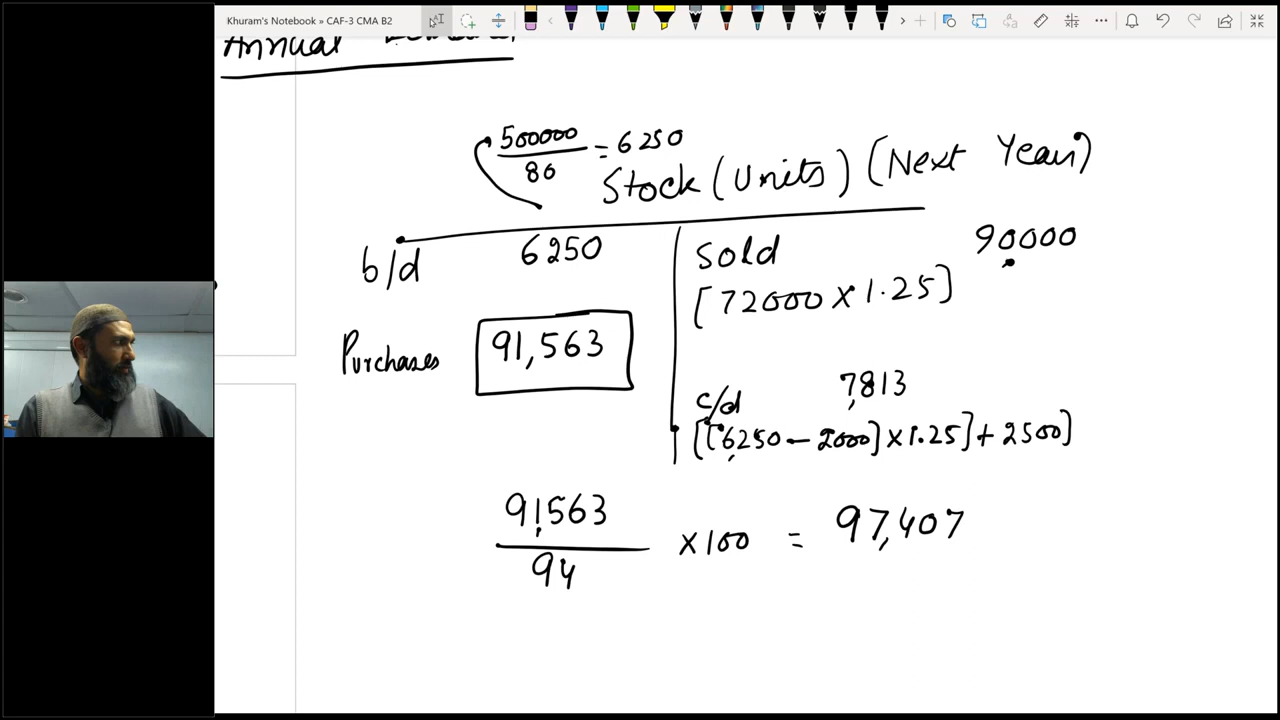 Khuram's Notebook » CAF-3 CMA B2
Annual
500000
80
= 6250
Stock (Units) (Next Year)
b/d 6250
Sold 90000
[72000 x 1.25]
Purchases 91,563
c/d 7,813
[[6250 - 2000] x 1.25] + 2500]
91,563
94
x 100 = 97,407